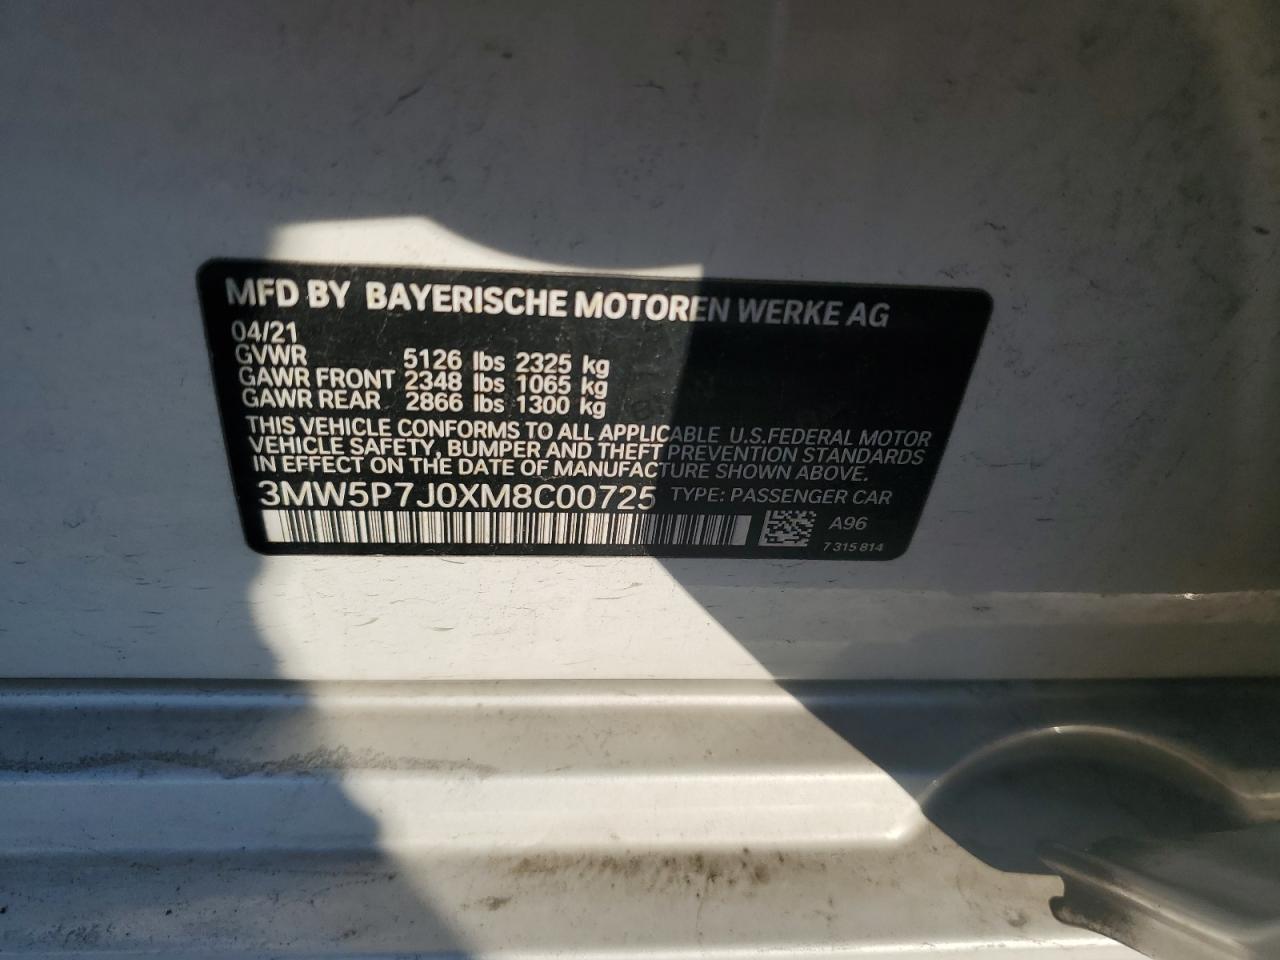 MFD BY BAYERISCHE MOTOREN WERKE AG
04/21
GVWR 5126 lbs 2325 kg
GAWR FRONT 2348 lbs 1065 kg
GAWR REAR 2866 lbs 1300 kg
THIS VEHICLE CONFORMS TO ALL APPLICABLE U.S.FEDERAL MOTOR
VEHICLE SAFETY, BUMPER AND THEFT PREVENTION STANDARDS
IN EFFECT ON THE DATE OF MANUFACTURE SHOWN ABOVE.
3MW5P7J0XM8C00725 TYPE: PASSENGER CAR
A96
7 315 814